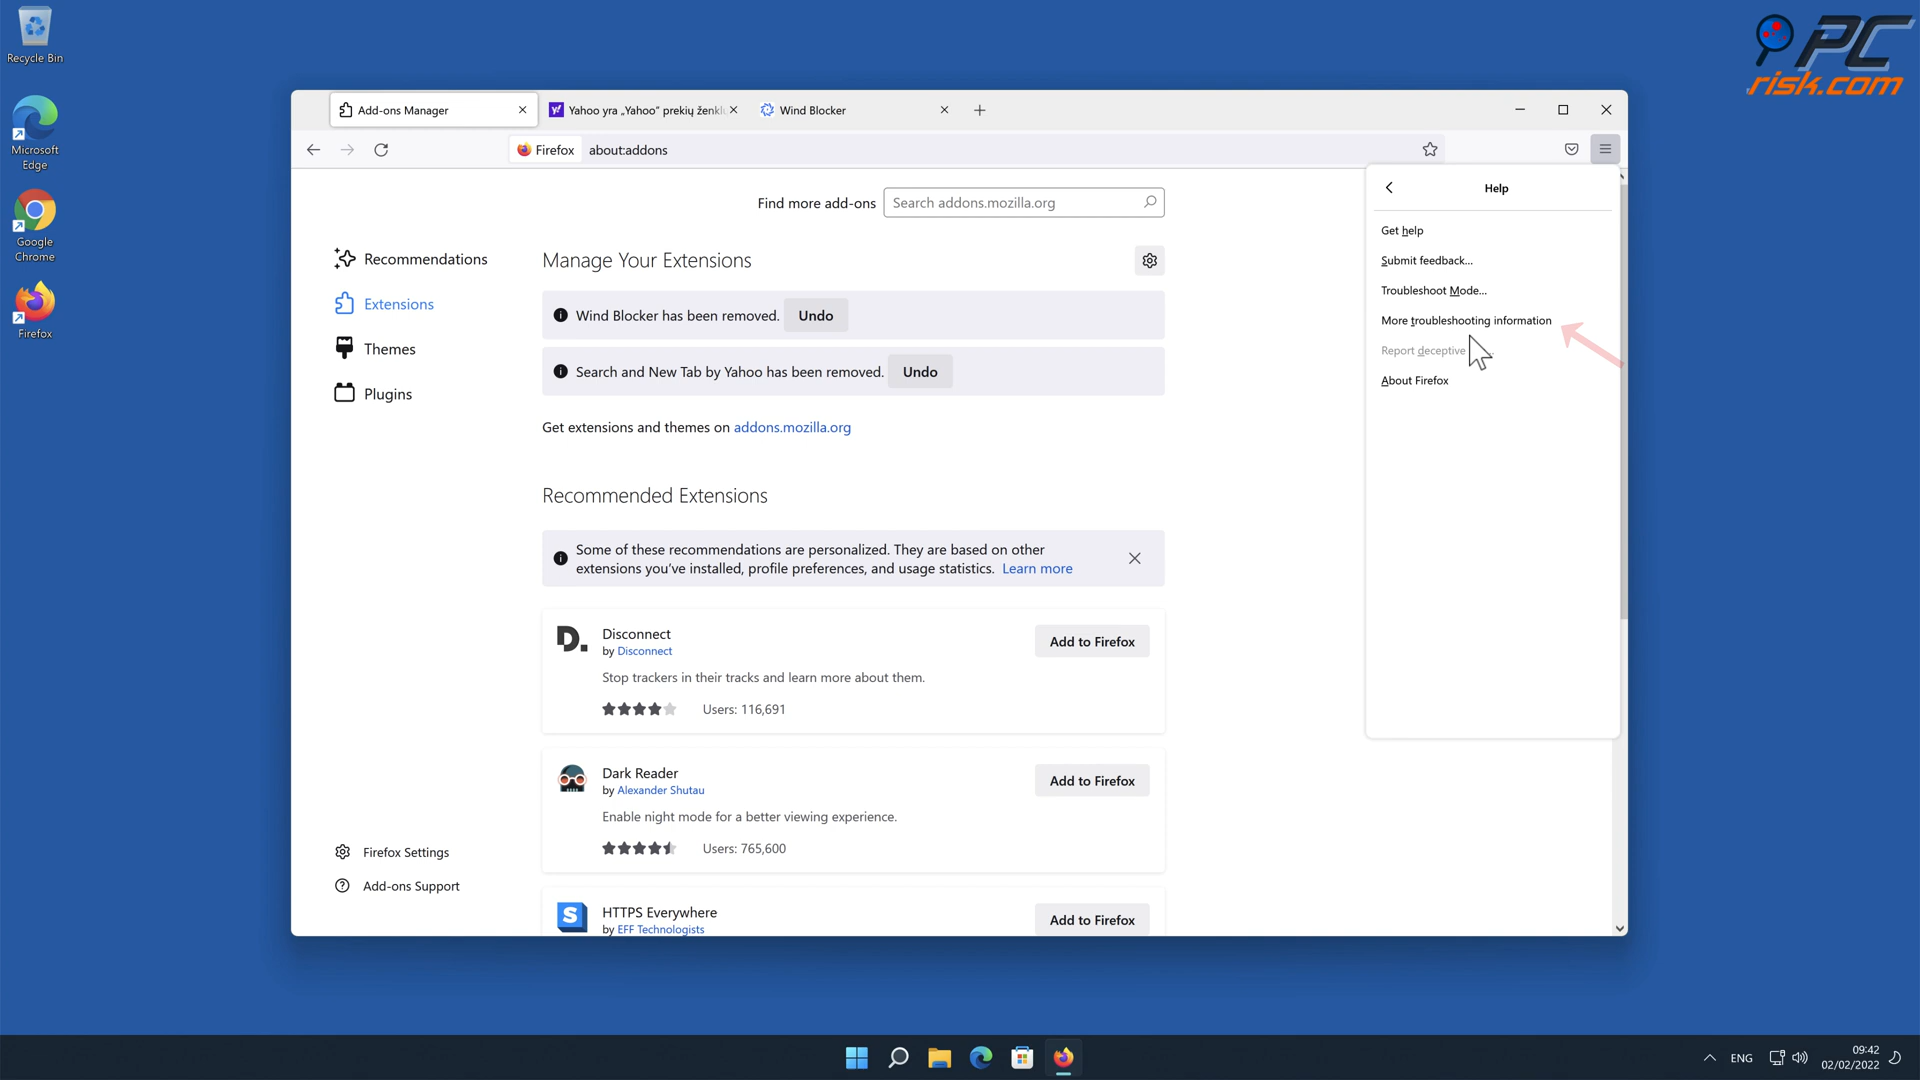 Recycle Bin
Microsoft
Edge
Google
Chrome
Firefox
PC
risk.com
Add-ons Manager
Yahoo yra „Yahoo“ prekių ženklu
Wind Blocker
Firefox
about:addons
Find more add-ons
Search addons.mozilla.org
Recommendations
Extensions
Themes
Plugins
Firefox Settings
Add-ons Support
Manage Your Extensions
Wind Blocker has been removed.
Undo
Search and New Tab by Yahoo has been removed.
Undo
Get extensions and themes on addons.mozilla.org
Recommended Extensions
Some of these recommendations are personalized. They are based on other
extensions you've installed, profile preferences, and usage statistics. Learn more
Disconnect
by Disconnect
Stop trackers in their tracks and learn more about them.
Users: 116,691
Add to Firefox
Dark Reader
by Alexander Shutau
Enable night mode for a better viewing experience.
Users: 765,600
Add to Firefox
HTTPS Everywhere
by EFF Technologists
Add to Firefox
Help
Get help
Submit feedback...
Troubleshoot Mode...
More troubleshooting information
Report deceptive
About Firefox
ENG
09:42
02/02/2022